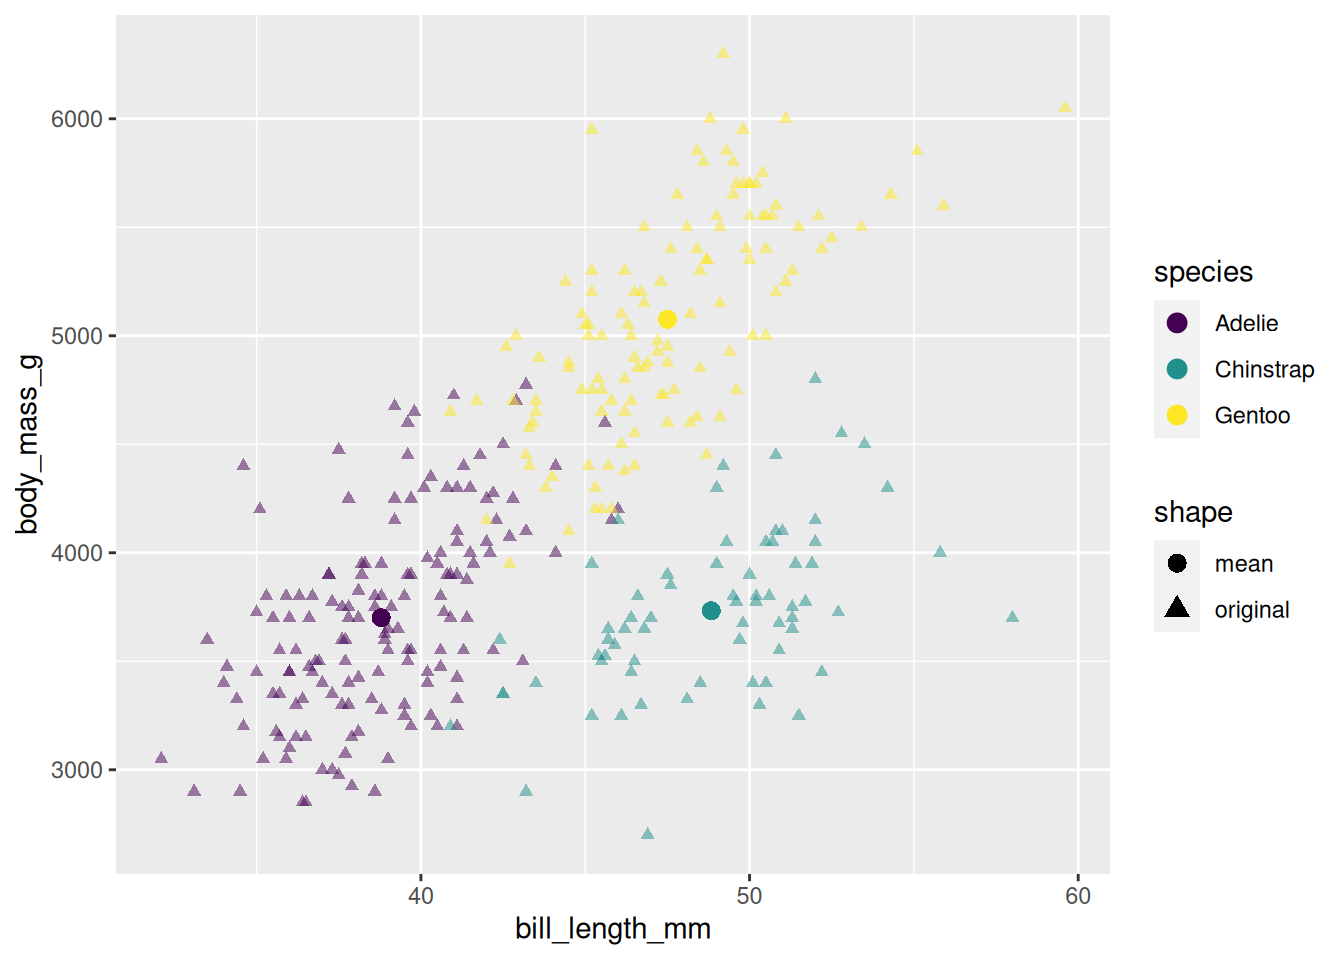 6000
5000
4000
3000
body_mass_g
40
50
60
bill_length_mm
species
Adelie
Chinstrap
Gentoo
shape
mean
original